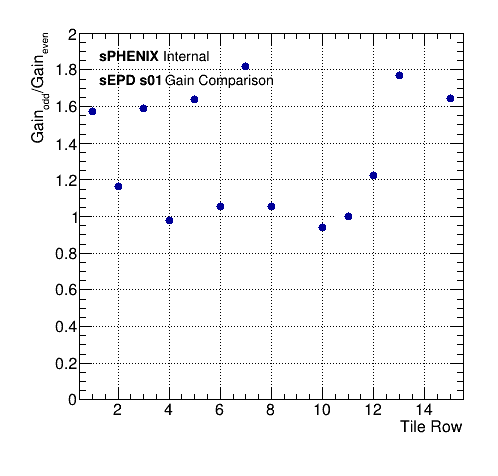 sPHENIX Internal
sEPD s01 Gain Comparison
Gain_odd/Gain_even
2
1.8
1.6
1.4
1.2
1
0.8
0.6
0.4
0.2
0
2 4 6 8 10 12 14
Tile Row